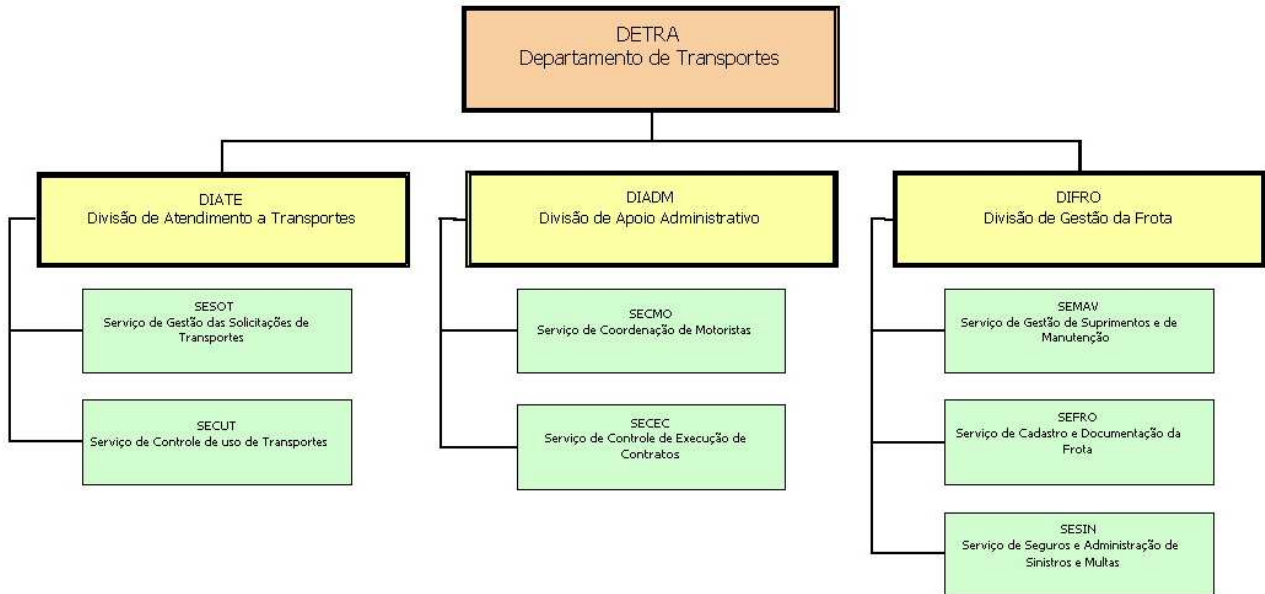 DETRA
Departamento de Transportes
DIATE
Divisão de Atendimento a Transportes
DIADM
Divisão de Apoio Administrativo
DIFRO
Divisão de Gestão da Frota
SESOT
Serviço de Gestão das Solicitações de
Transportes
SECUT
Serviço de Controle de uso de Transportes
SECMO
Serviço de Coordenação de Motoristas
SECEC
Serviço de Controle de Execução de
Contratos
SEMAV
Serviço de Gestão de Suprimentos e de
Manutenção
SEFRO
Serviço de Cadastro e Documentação da
Frota
SESIN
Serviço de Seguros e Administração de
Sinistros e Multas